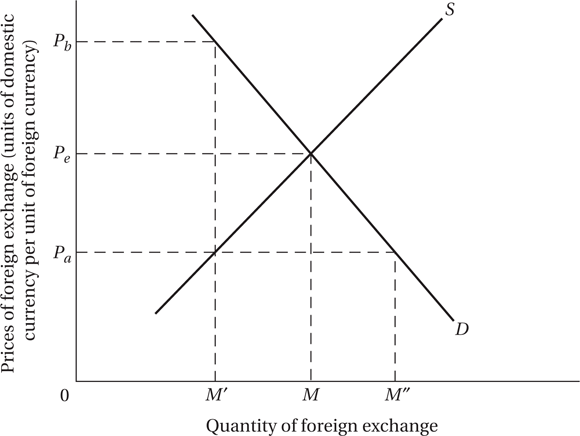 Prices of foreign exchange (units of domestic
currency per unit of foreign currency)
S
P_b
P_e
P_a
D
0
M′
M
M″
Quantity of foreign exchange